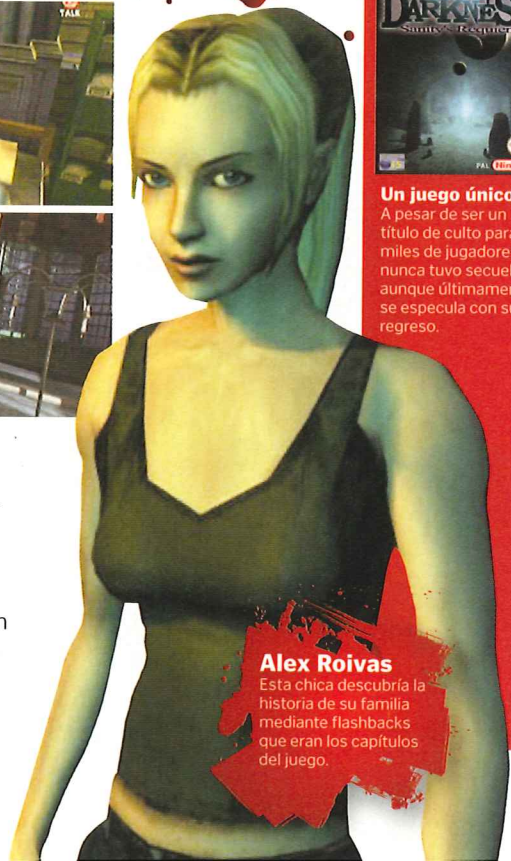 TALK
DARKNES
Sanity's Requiem
PAL Nin
Un juego único
A pesar de ser un
título de culto para
miles de jugadore
nunca tuvo secuel
aunque últimamen
se especula con su
regreso.
n
Alex Roivas
Esta chica descubría la
historia de su familia
mediante flashbacks
que eran los capítulos
del juego.